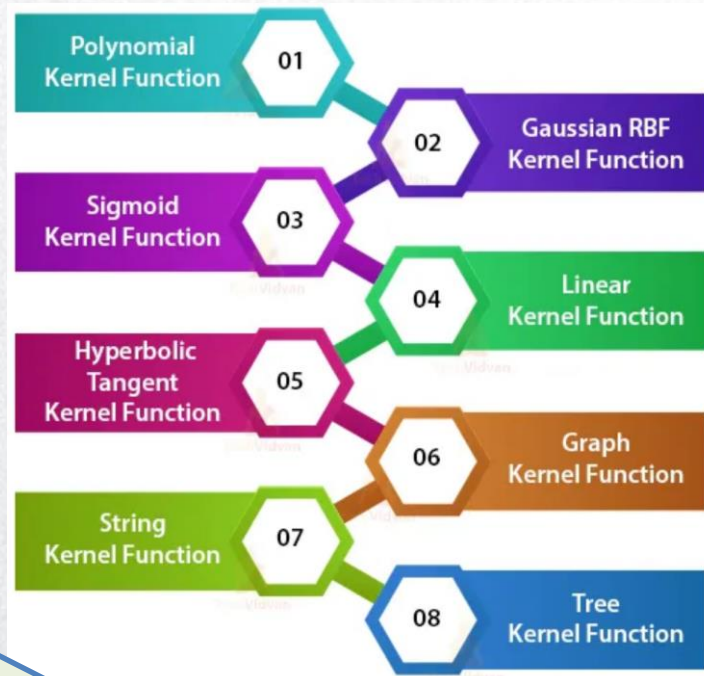 Polynomial
Kernel Function
01
02
Gaussian RBF
Kernel Function
Sigmoid
Kernel Function
03
04
Linear
Kernel Function
Hyperbolic
Tangent
Kernel Function
05
06
Graph
Kernel Function
String
Kernel Function
07
08
Tree
Kernel Function